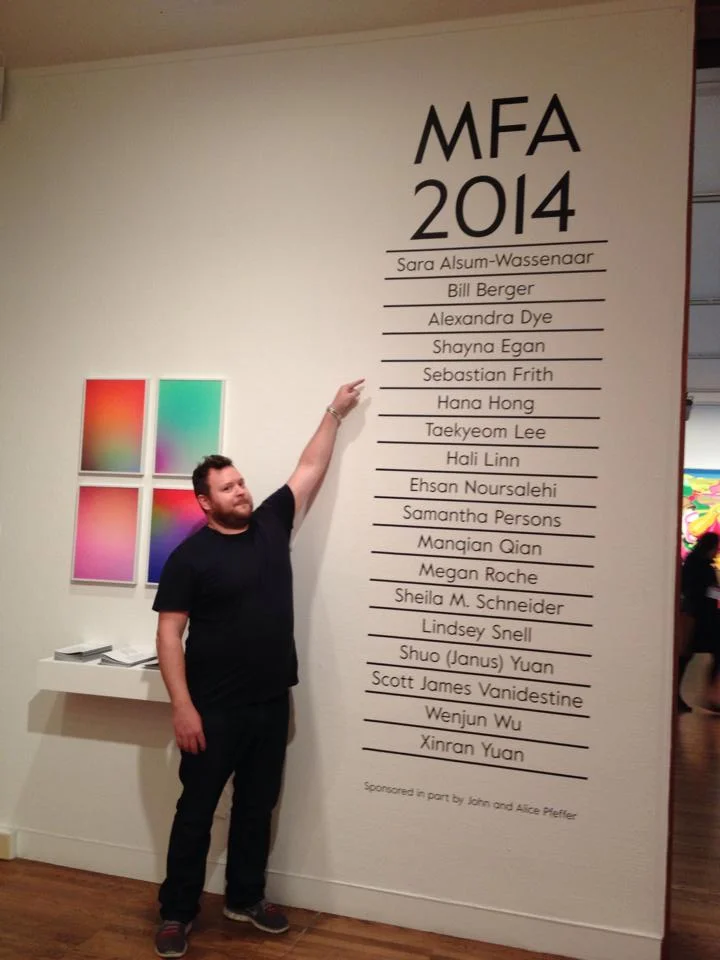 MFA
2014
Sara Alsum-Wassenaar
Bill Berger
Alexandra Dye
Shayna Egan
Sebastian Frith
Hana Hong
Taekyeom Lee
Hali Linn
Ehsan Noursalehi
Samantha Persons
Manqian Qian
Megan Roche
Sheila M. Schneider
Lindsey Snell
Shuo (Janus) Yuan
Scott James Vanidestine
Wenjun Wu
Xinran Yuan
Sponsored in part by John and Alice Pfeffer